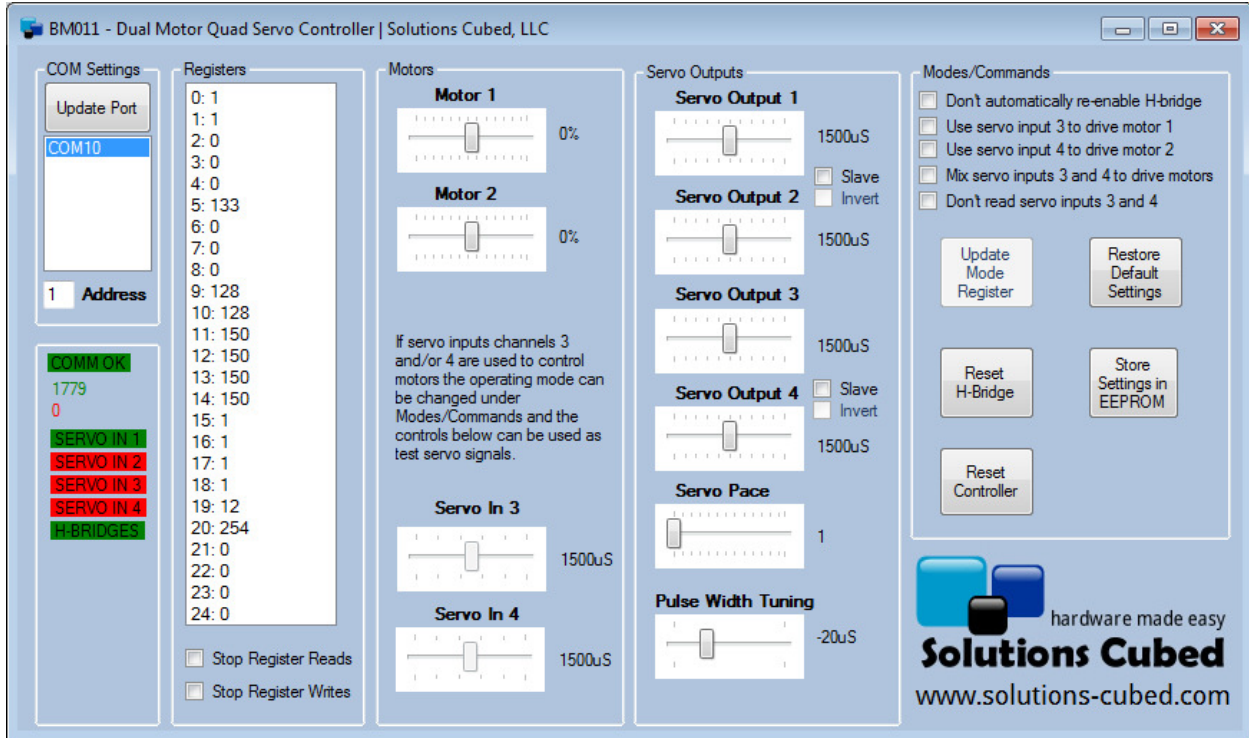 BM011 - Dual Motor Quad Servo Controller | Solutions Cubed, LLC
COM Settings
Update Port
COM10
1 Address
COMM OK
1779
0
SERVO IN 1
SERVO IN 2
SERVO IN 3
SERVO IN 4
H-BRIDGES
Registers
0: 1
1: 1
2: 0
3: 0
4: 0
5: 133
6: 0
7: 0
8: 0
9: 128
10: 128
11: 150
12: 150
13: 150
14: 150
15: 1
16: 1
17: 1
18: 1
19: 12
20: 254
21: 0
22: 0
23: 0
24: 0
Stop Register Reads
Stop Register Writes
Motors
Motor 1
0%
Motor 2
0%
If servo inputs channels 3
and/or 4 are used to control
motors the operating mode can
be changed under
Modes/Commands and the
controls below can be used as
test servo signals.
Servo In 3
1500uS
Servo In 4
1500uS
Servo Outputs
Servo Output 1
1500uS
Slave
Servo Output 2 Invert
1500uS
Servo Output 3
1500uS
Servo Output 4 Slave
Invert
1500uS
Servo Pace
1
Pulse Width Tuning
-20uS
Modes/Commands
Don't automatically re-enable H-bridge
Use servo input 3 to drive motor 1
Use servo input 4 to drive motor 2
Mix servo inputs 3 and 4 to drive motors
Don't read servo inputs 3 and 4
Update
Mode
Register
Restore
Default
Settings
Reset
H-Bridge
Store
Settings in
EEPROM
Reset
Controller
hardware made easy
Solutions Cubed
www.solutions-cubed.com